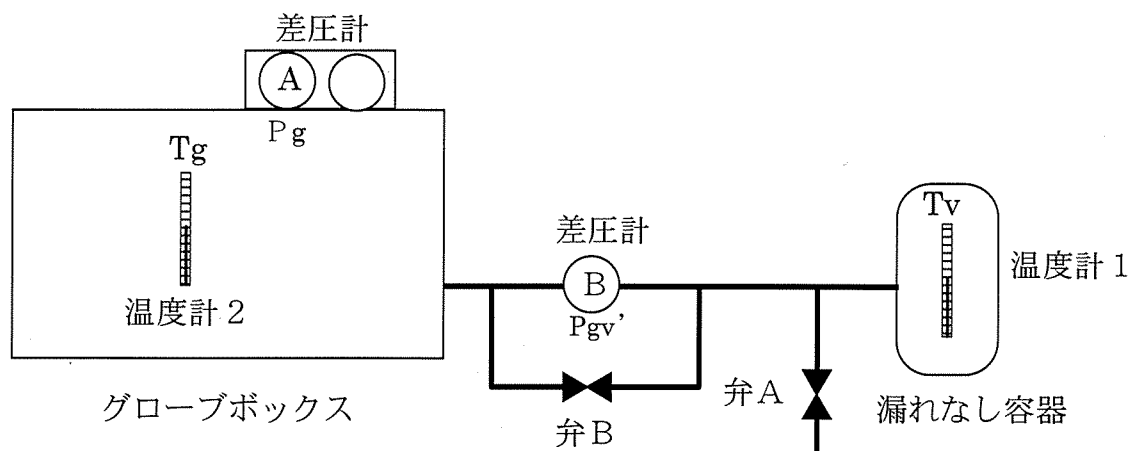 差圧計
A
Pg
Tg
温度計2
グローブボックス
差圧計
B
Pgv'
弁B
弁A
Tv
温度計1
漏れなし容器